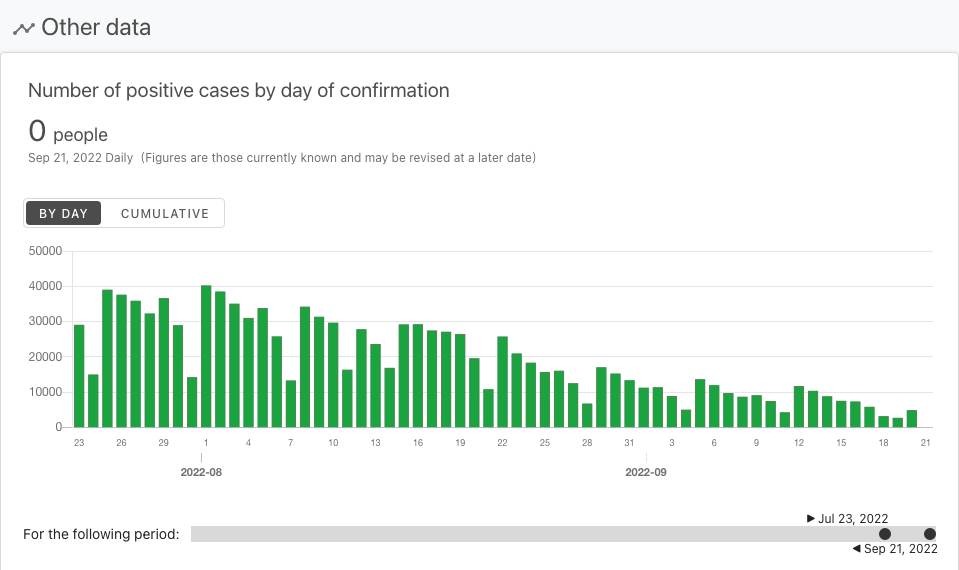 Other data
Number of positive cases by day of confirmation
0 people
Sep 21, 2022 Daily (Figures are those currently known and may be revised at a later date)
BY DAY CUMULATIVE
50000
40000
30000
20000
10000
0
23 26 29 1 4 7 10 13 16 19 22 25 28 31 3 6 9 12 15 18 21
2022-08 2022-09
▶ Jul 23, 2022
For the following period:
◀ Sep 21, 2022